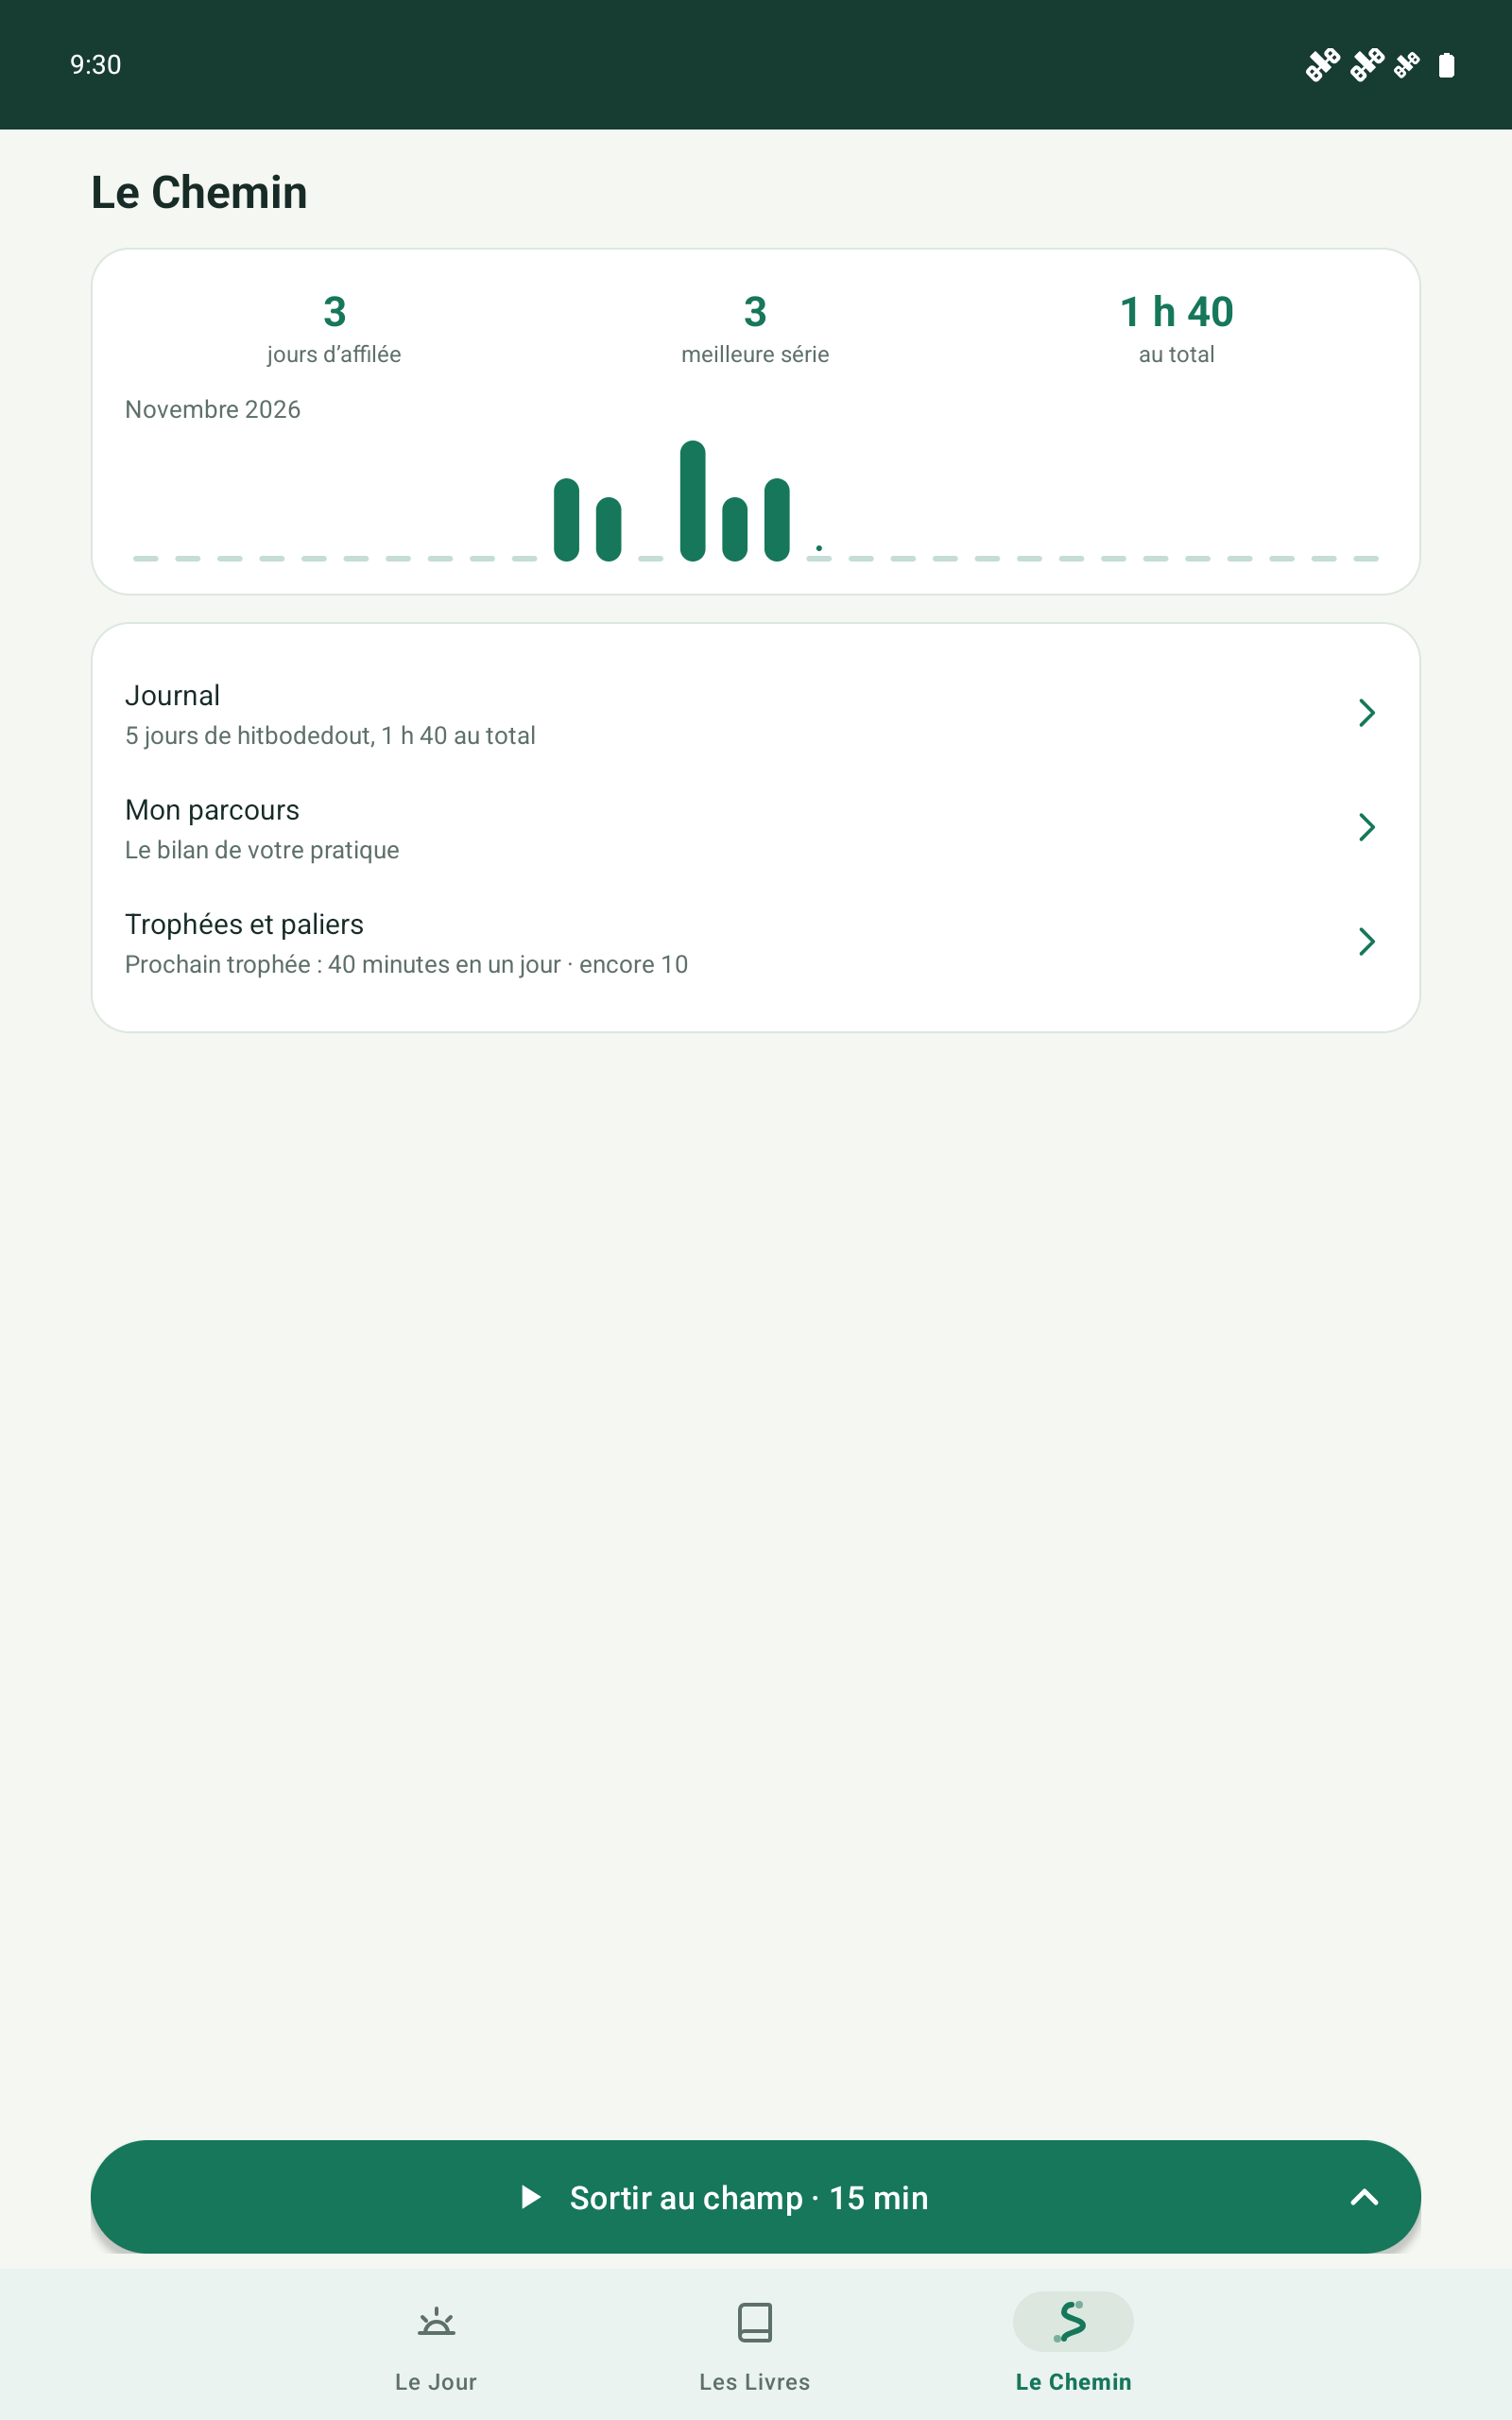 9:30
Le Chemin
3
3
1 h 40
jours d’affilée
meilleure série
au total
Novembre 2026
Journal
5 jours de hitbodedout, 1 h 40 au total
Mon parcours
Le bilan de votre pratique
Trophées et paliers
Prochain trophée : 40 minutes en un jour · encore 10
Sortir au champ · 15 min
Le Jour
Les Livres
Le Chemin